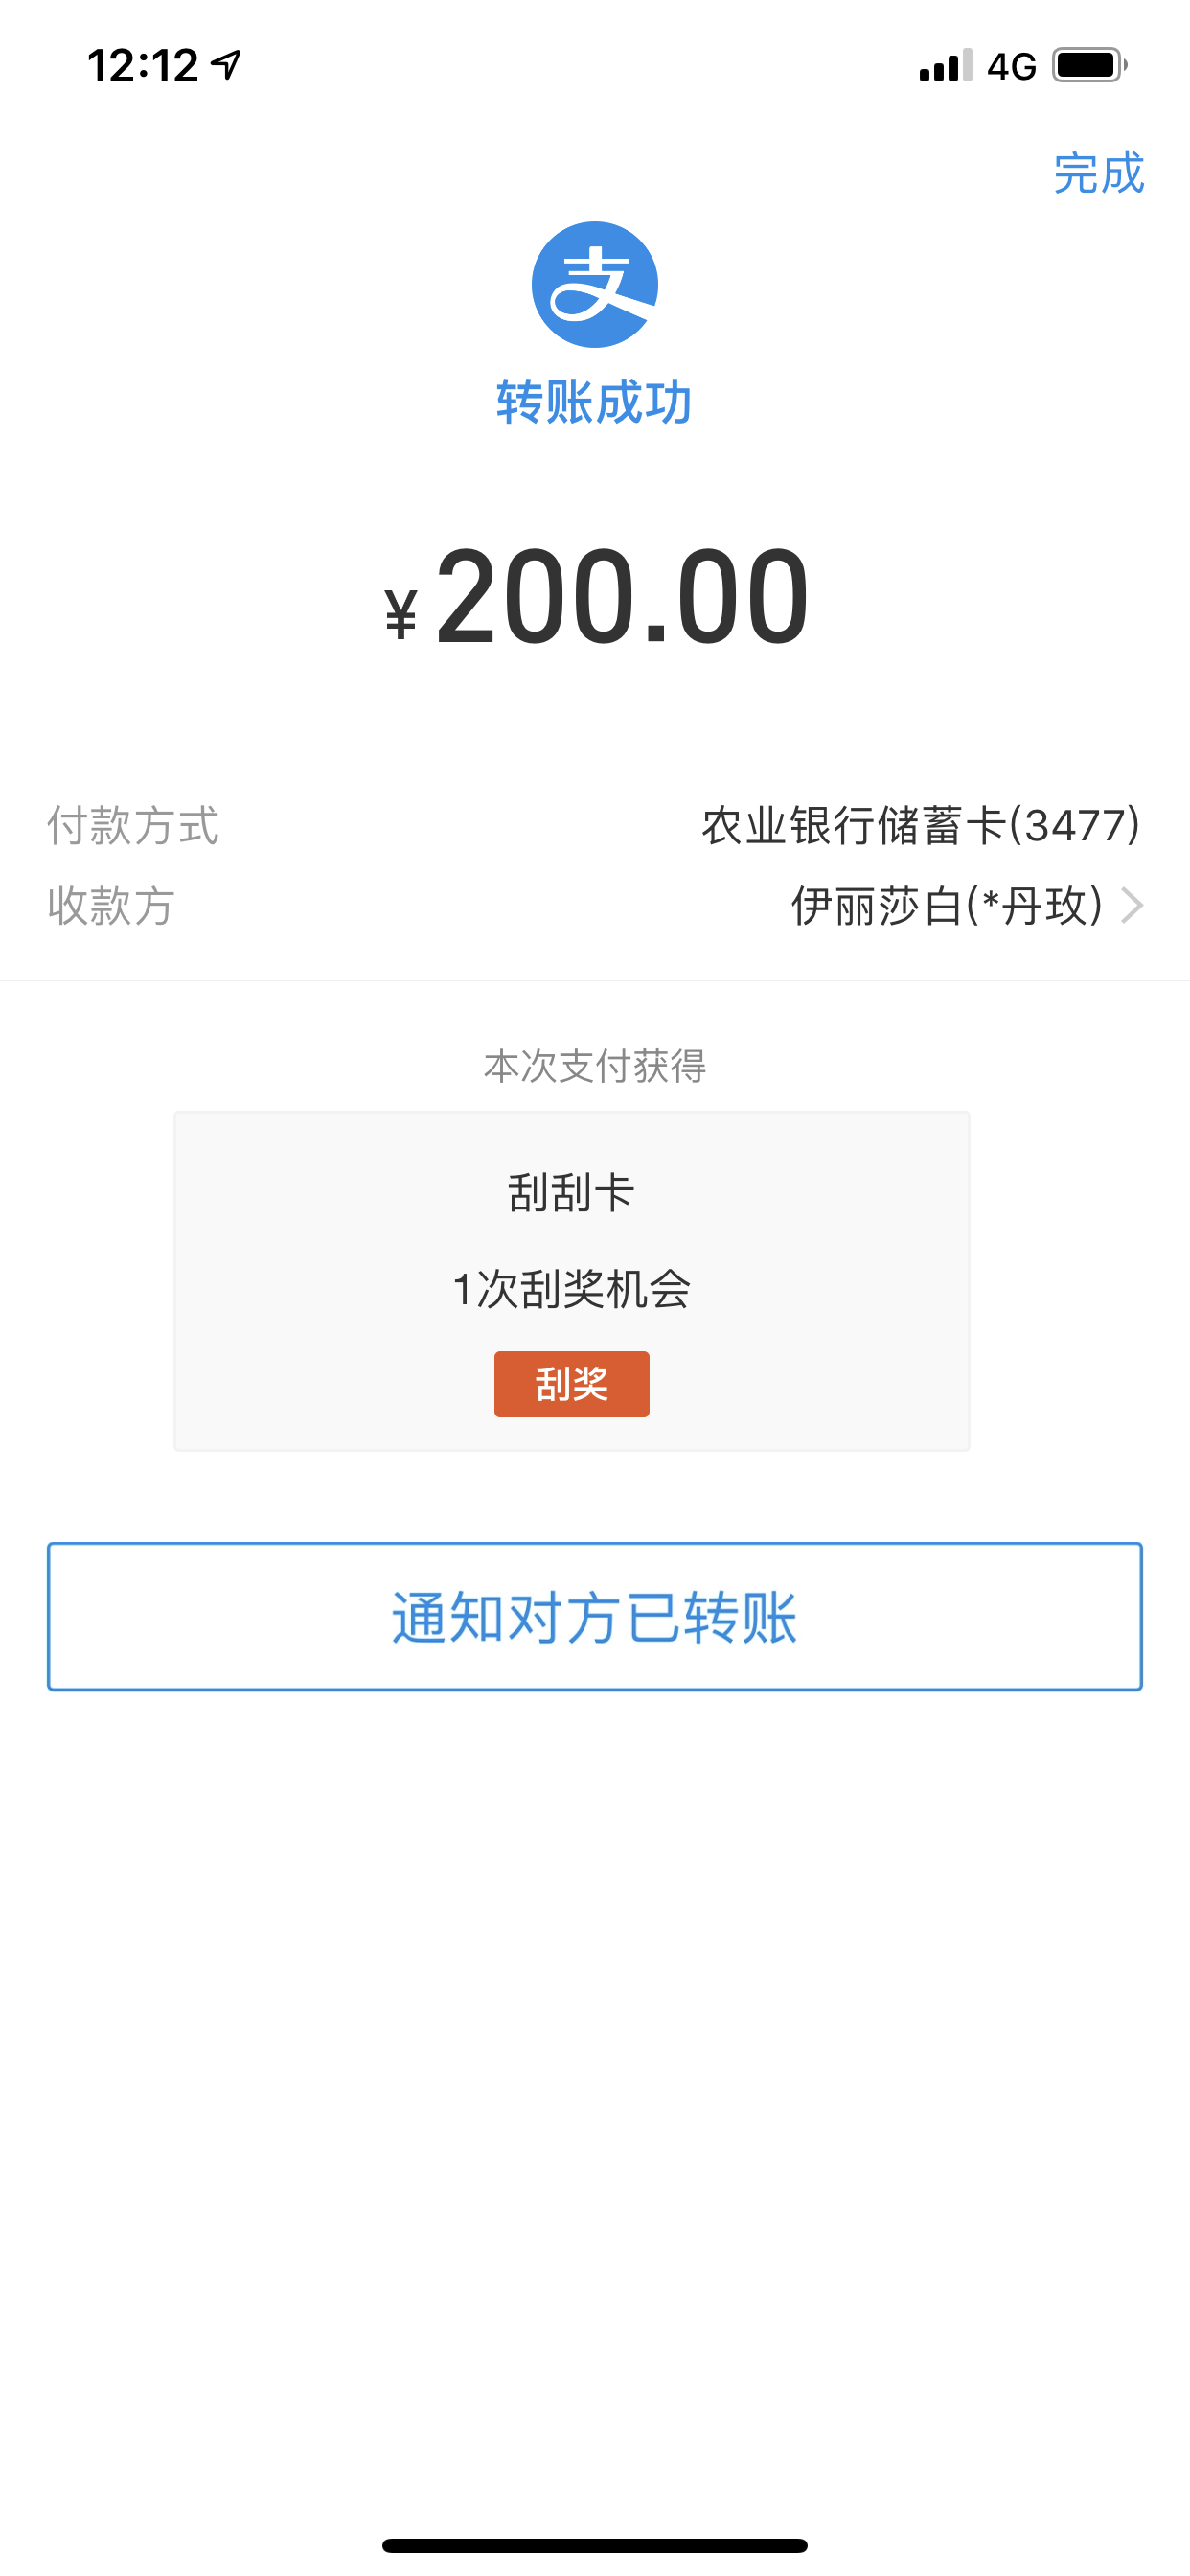 12:12 4G
完成
支
转账成功
¥200.00
付款方式 农业银行储蓄卡(3477)
收款方 伊丽莎白(*丹玫)
本次支付获得
刮刮卡
1次刮奖机会
刮奖
通知对方已转账